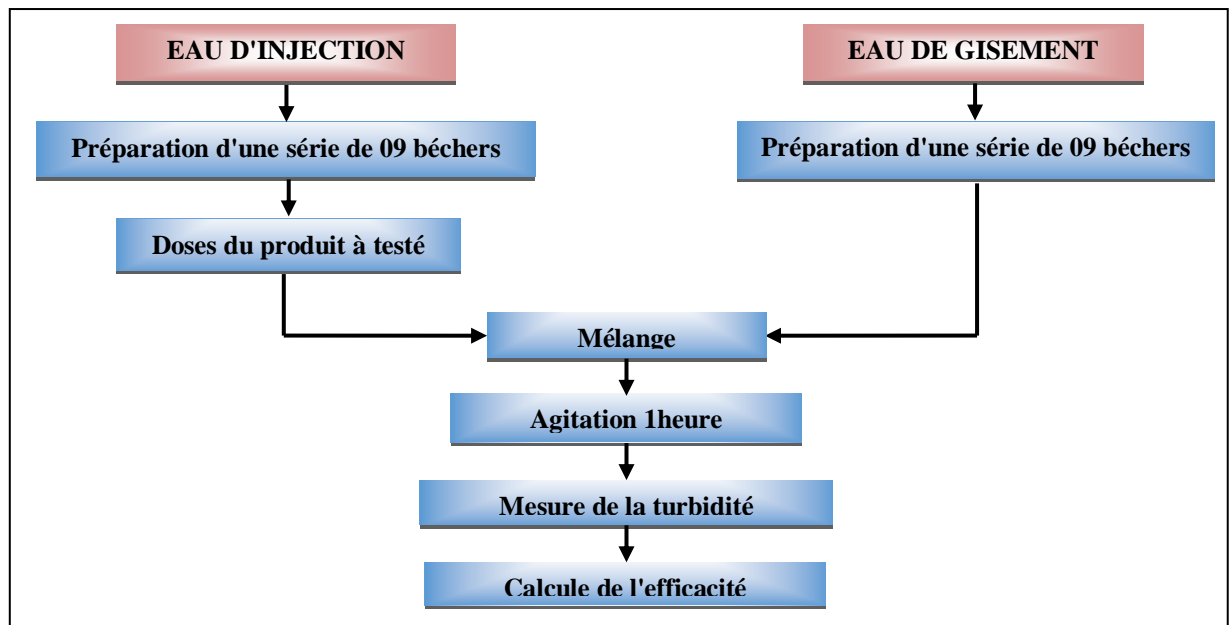 EAU D'INJECTION
EAU DE GISEMENT
Préparation d'une série de 09 béchers
Préparation d'une série de 09 béchers
Doses du produit à testé
Mélange
Agitation 1heure
Mesure de la turbidité
Calcule de l'efficacité